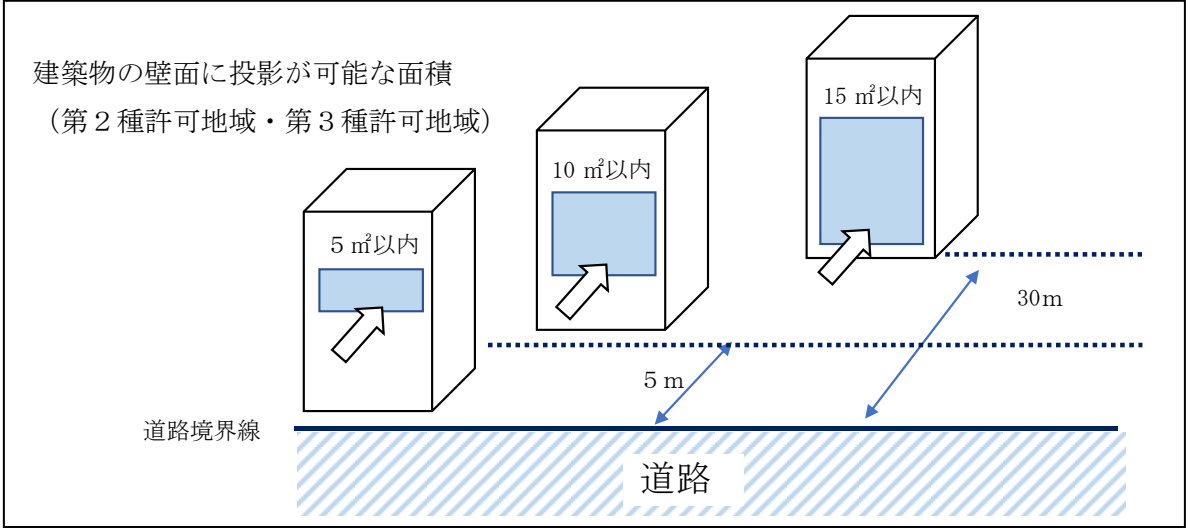 建築物の壁面に投影が可能な面積
（第２種許可地域・第３種許可地域）
５㎡以内
10 ㎡以内
15 ㎡以内
30ｍ
５ｍ
道路境界線
道路